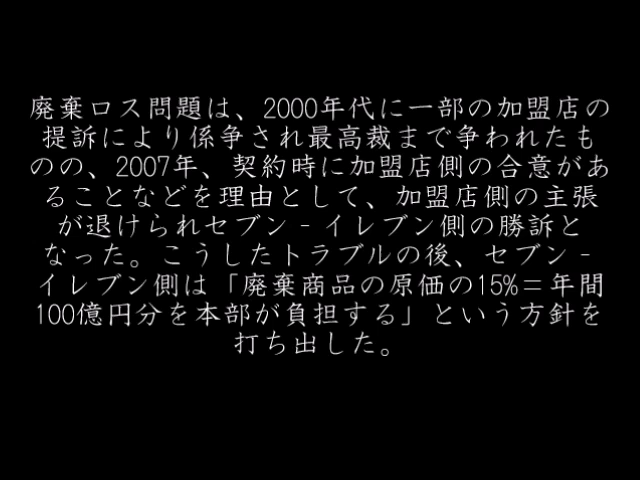 廃棄ロス問題は、2000年代に一部の加盟店の
提訴により係争され最高裁まで争われたも
のの、2007年、契約時に加盟店側の合意があ
ることなどを理由として、加盟店側の主張
が退けられセブン‐イレブン側の勝訴と
なった。こうしたトラブルの後、セブン‐
イレブン側は「廃棄商品の原価の15%＝年間
100億円分を本部が負担する」という方針を
打ち出した。